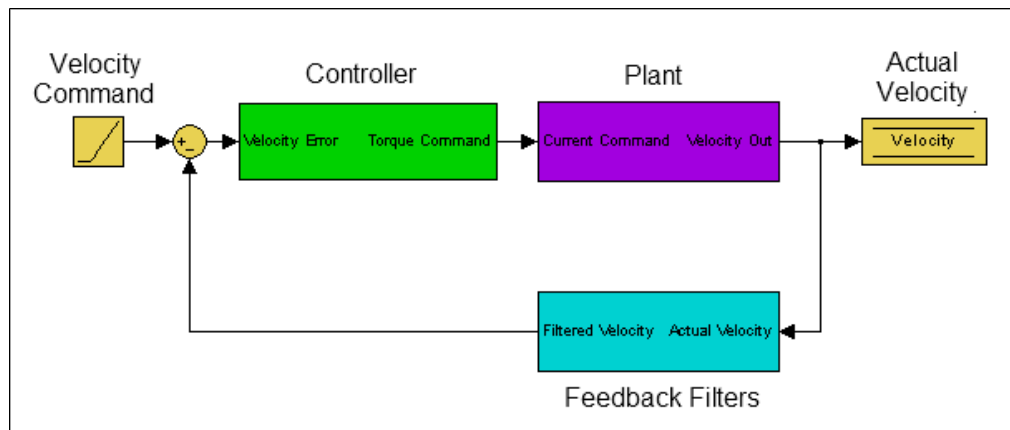 Velocity
Command
Controller
Plant
Actual
Velocity
+
-
Velocity Error
Torque Command
Current Command
Velocity Out
Velocity
Filtered Velocity
Actual Velocity
Feedback Filters